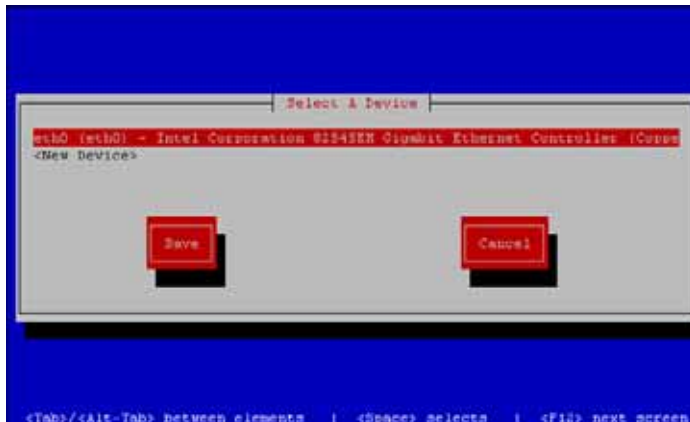 Select A Device
eth0 (eth0) - Intel Corporation 82545EM Gigabit Ethernet Controller (Coppe
<New Device>
Save Cancel
<Tab>/<Alt-Tab> between elements | <Space> selects | <F12> next screen